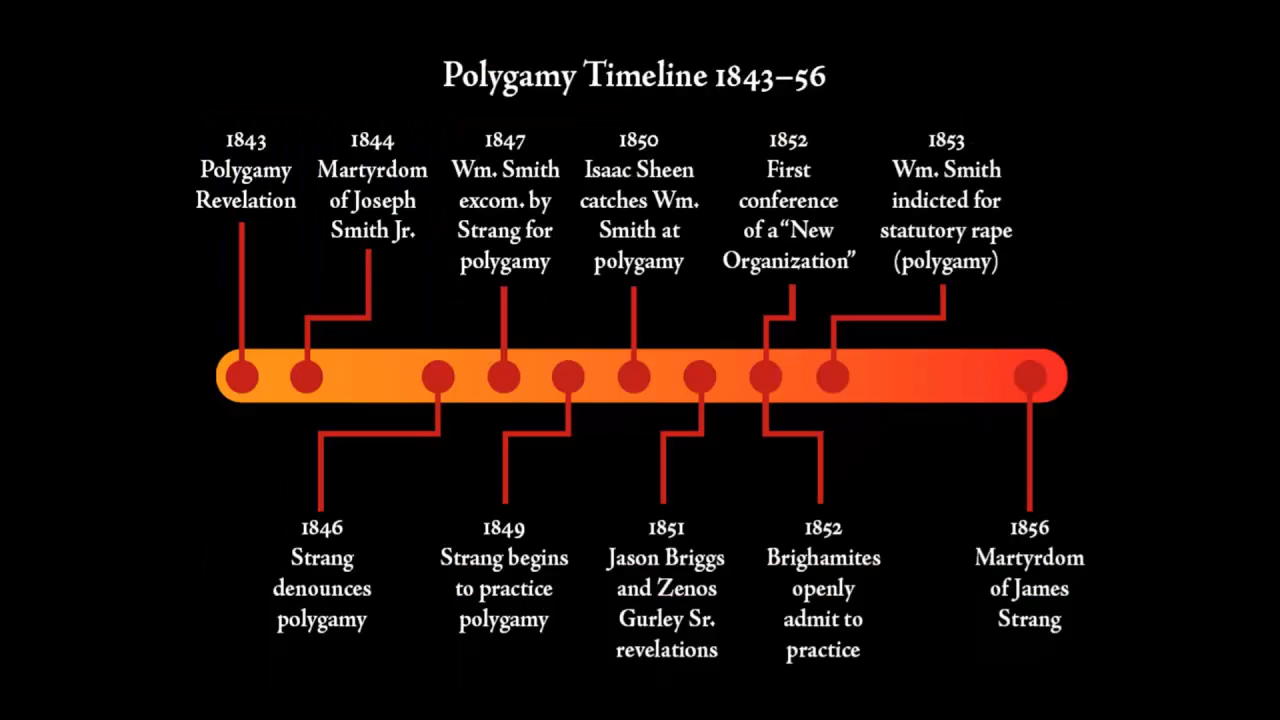 Polygamy Timeline 1843–56
1843
Polygamy
Revelation
1844
Martyrdom
of Joseph
Smith Jr.
1847
Wm. Smith
excom. by
Strang for
polygamy
1850
Isaac Sheen
catches Wm.
Smith at
polygamy
1852
First
conference
of a “New
Organization”
1853
Wm. Smith
indicted for
statutory rape
(polygamy)
1846
Strang
denounces
polygamy
1849
Strang begins
to practice
polygamy
1851
Jason Briggs
and Zenos
Gurley Sr.
revelations
1852
Brighamites
openly
admit to
practice
1856
Martyrdom
of James
Strang